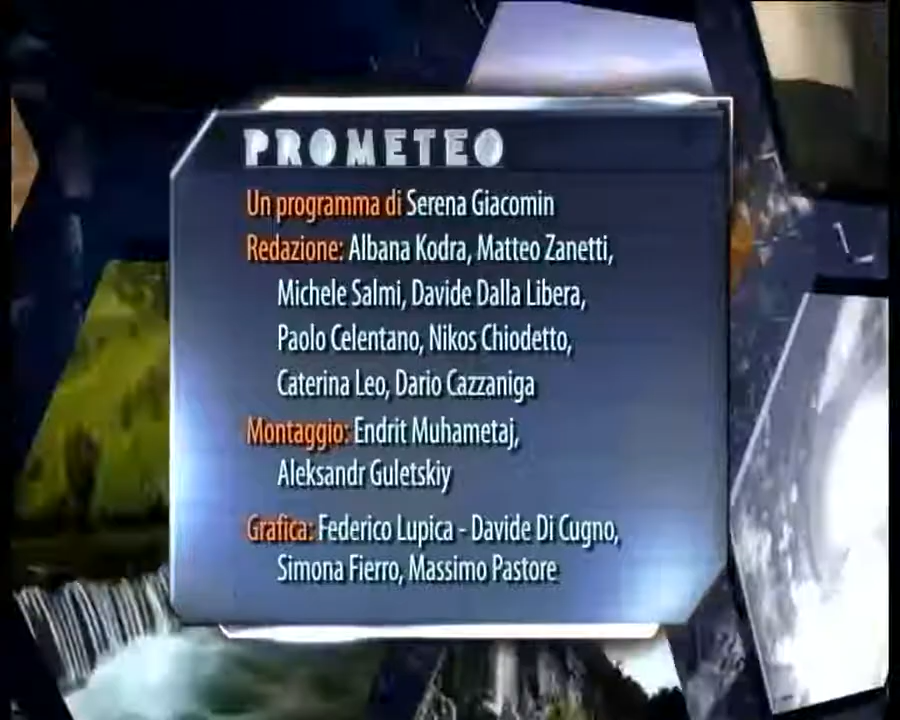 PROMETEO
Un programma di Serena Giacomin
Redazione: Albana Kodra, Matteo Zanetti,
Michele Salmi, Davide Dalla Libera,
Paolo Celentano, Nikos Chiodetto,
Caterina Leo, Dario Cazzaniga
Montaggio: Endrit Muhametaj,
Aleksandr Guletskiy
Grafica: Federico Lupica - Davide Di Cugno,
Simona Fierro, Massimo Pastore